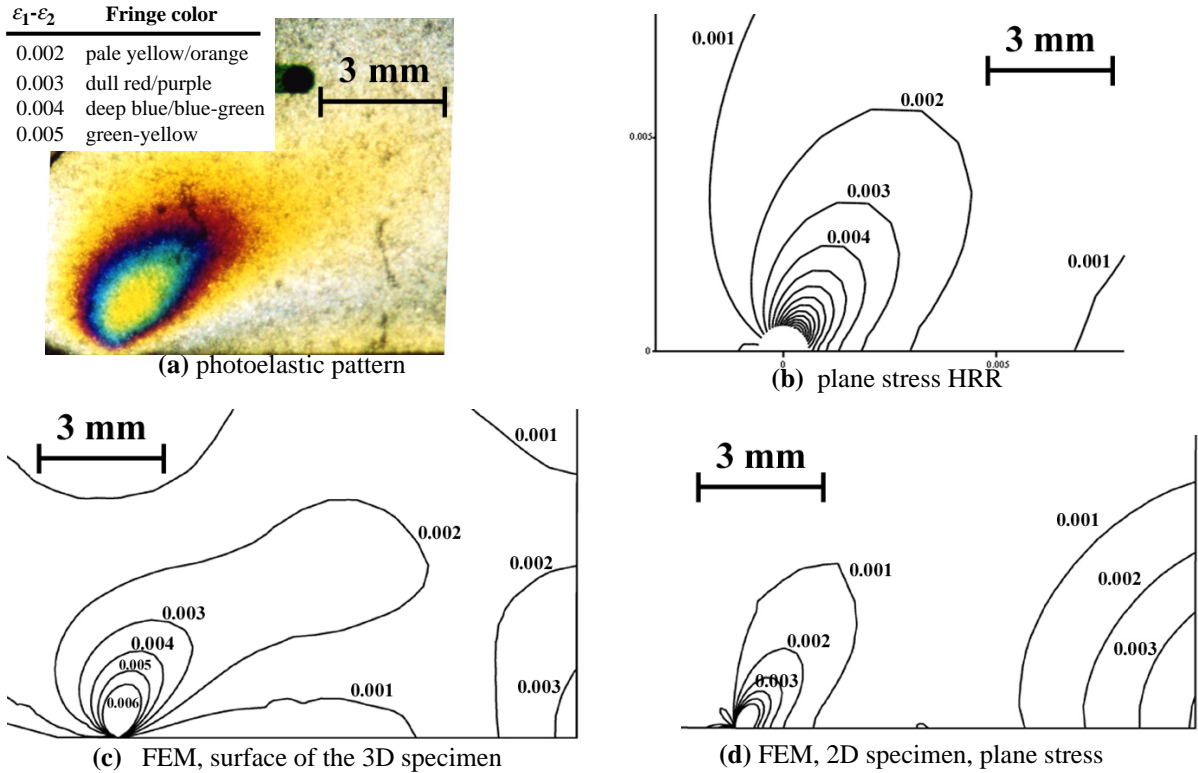 ε1-ε2 Fringe color
0.002 pale yellow/orange
0.003 dull red/purple
0.004 deep blue/blue-green
0.005 green-yellow
3 mm
(a) photoelastic pattern
0.001
3 mm
0.002
0.005
0.003
0.004
0.001
0
0
0.005
(b) plane stress HRR
3 mm
0.001
0.002
0.002
0.003
0.004
0.005
0.006
0.003
0.001
(c) FEM, surface of the 3D specimen
3 mm
0.001
0.001
0.002
0.002
0.003
0.003
(d) FEM, 2D specimen, plane stress